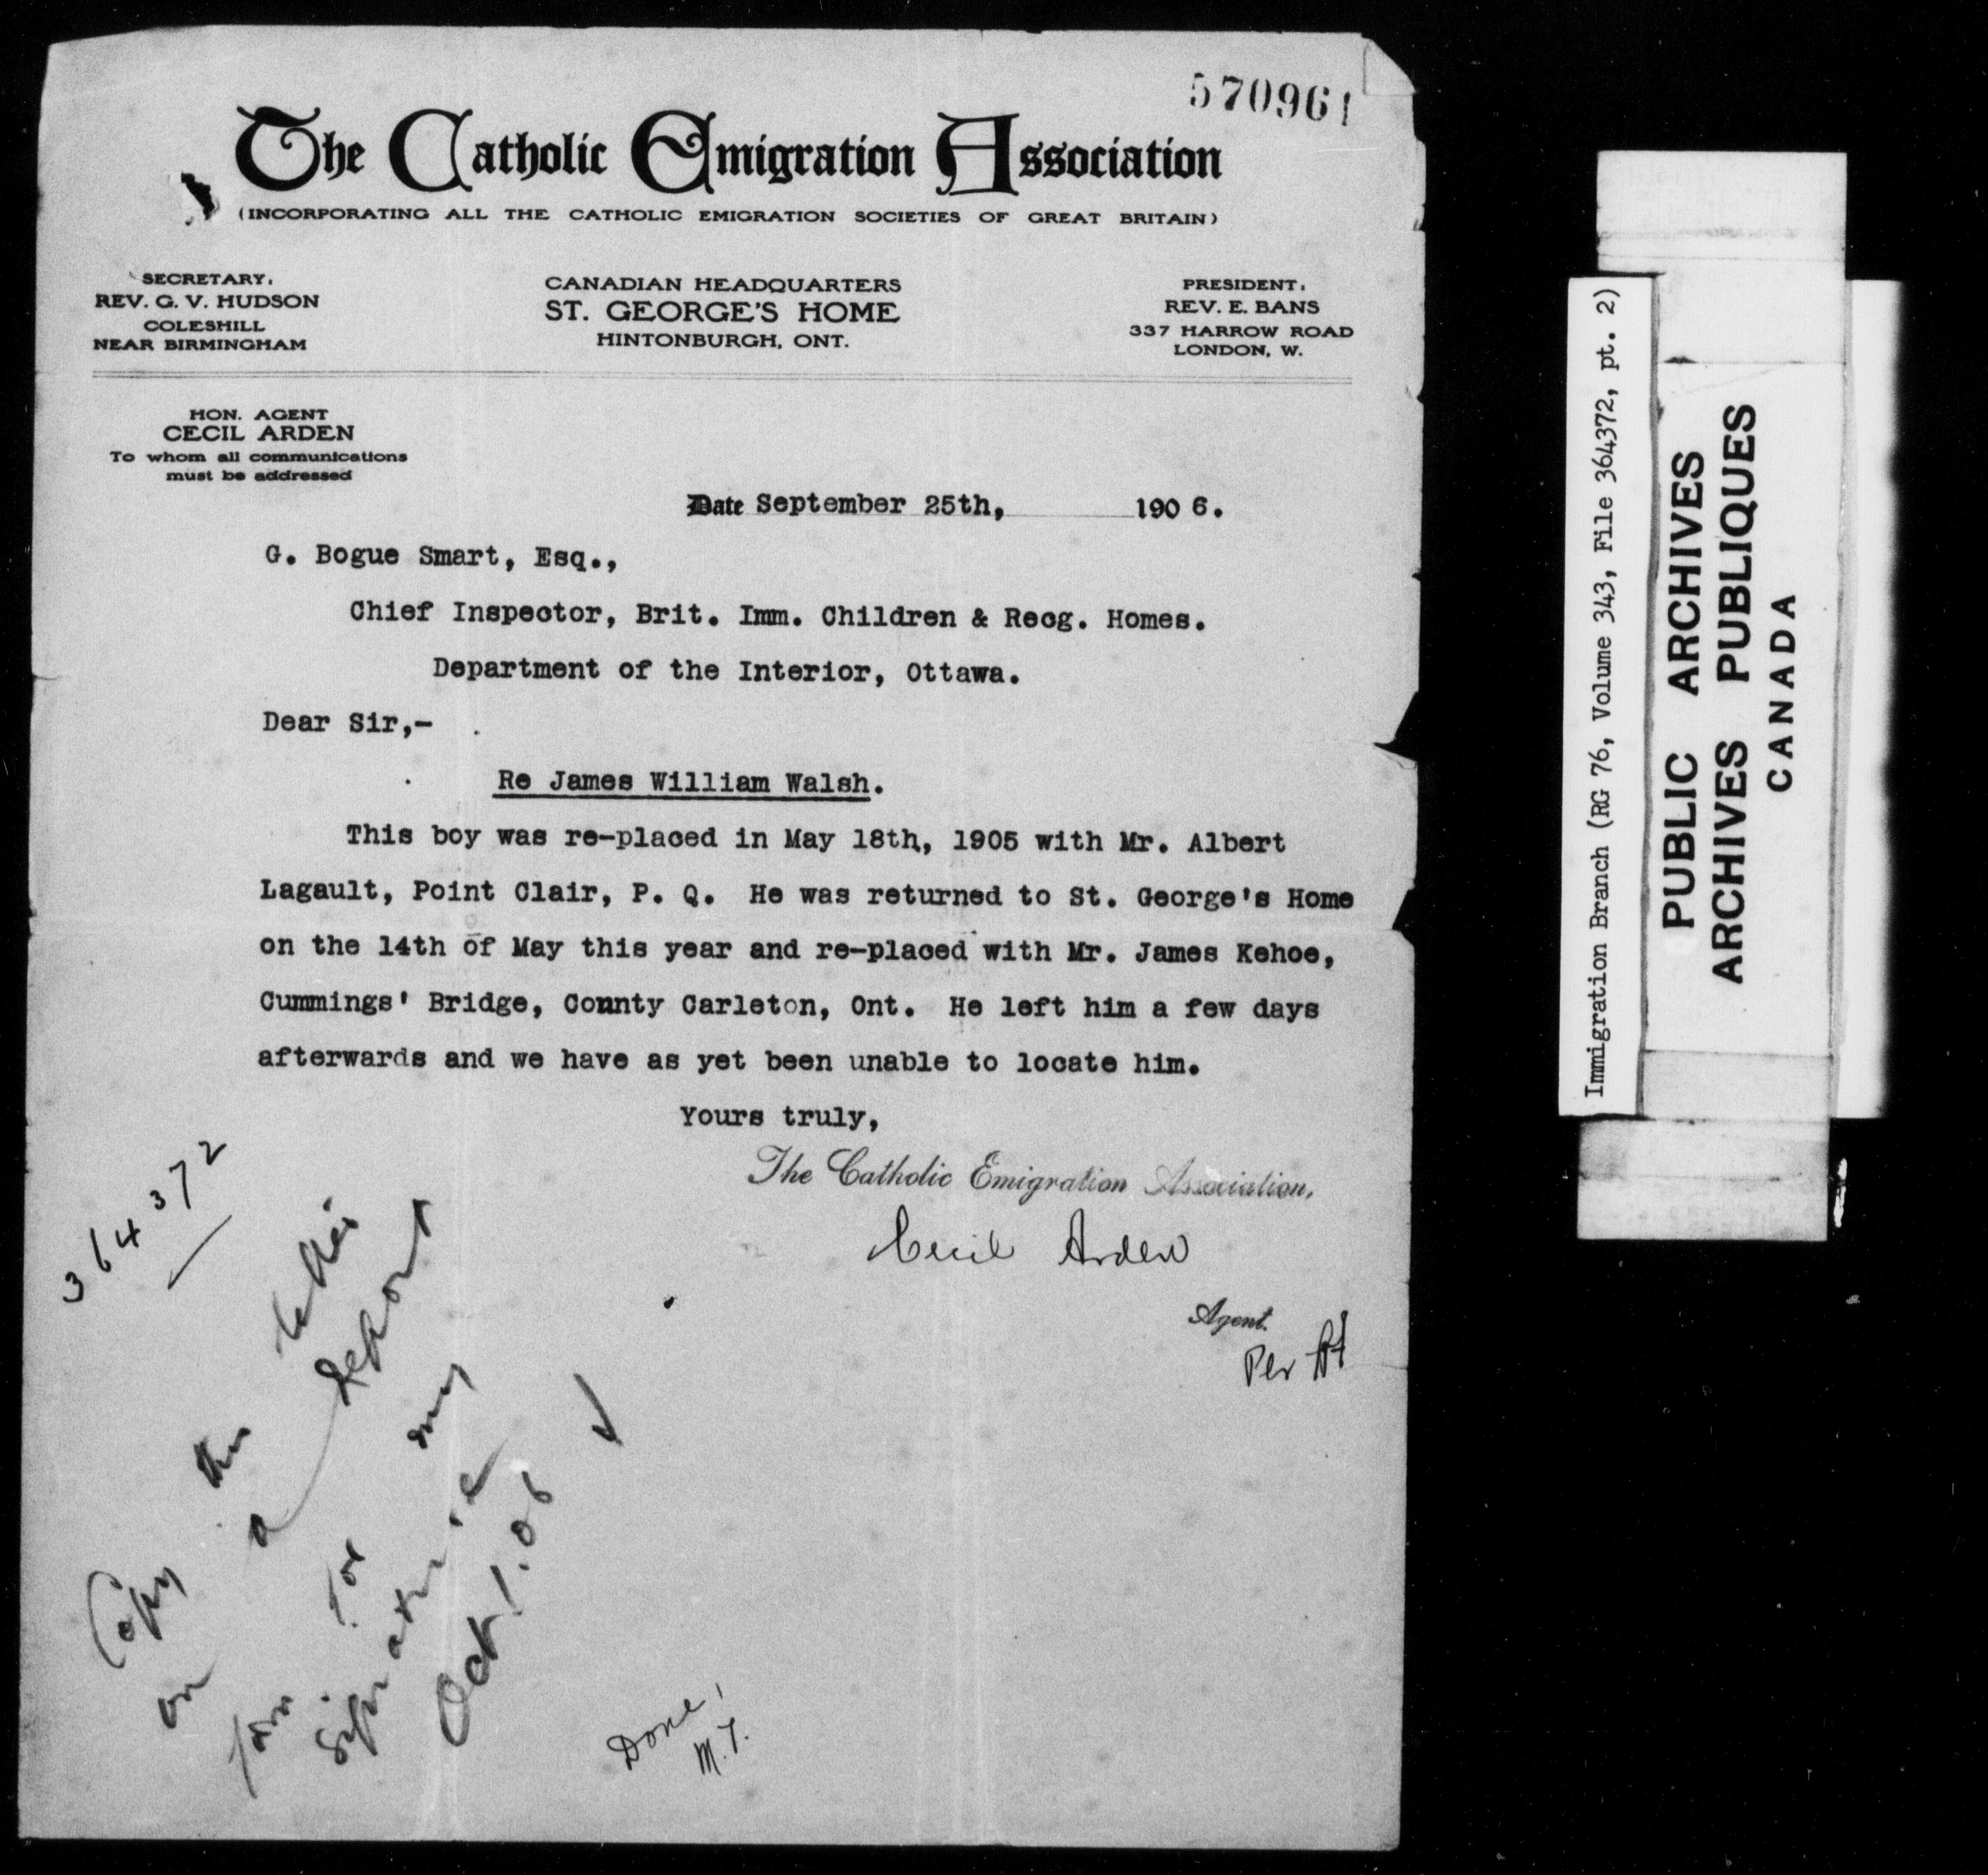 570961
The Catholic Emigration Association
(INCORPORATING ALL THE CATHOLIC EMIGRATION SOCIETIES OF GREAT BRITAIN)
SECRETARY,
REV. G. V. HUDSON
COLESHILL
NEAR BIRMINGHAM
CANADIAN HEADQUARTERS
ST. GEORGE'S HOME
HINTONBURGH, ONT.
PRESIDENT,
REV. E. BANS
337 HARROW ROAD
LONDON, W.
HON. AGENT
CECIL ARDEN
To whom all communications
must be addressed
Date September 25th, 1906.
G. Bogue Smart, Esq.,
Chief Inspector, Brit. Imm. Children & Recg. Homes.
Department of the Interior, Ottawa.
Dear Sir,-
Re James William Walsh.
This boy was re-placed in May 18th, 1905 with Mr. Albert
Lagault, Point Clair, P. Q. He was returned to St. George's Home
on the 14th of May this year and re-placed with Mr. James Kehoe,
Cummings' Bridge, County Carleton, Ont. He left him a few days
afterwards and we have as yet been unable to locate him.
Yours truly,
The Catholic Emigration Association,
Cecil Arden
Agent.
Per
364372
Copy this letter
on a report
form for my
signature
Oct 1.06
Done!
M.Y.
Immigration Branch (RG 76, Volume 343, File 364372, pt. 2)
PUBLIC ARCHIVES
ARCHIVES PUBLIQUES
CANADA